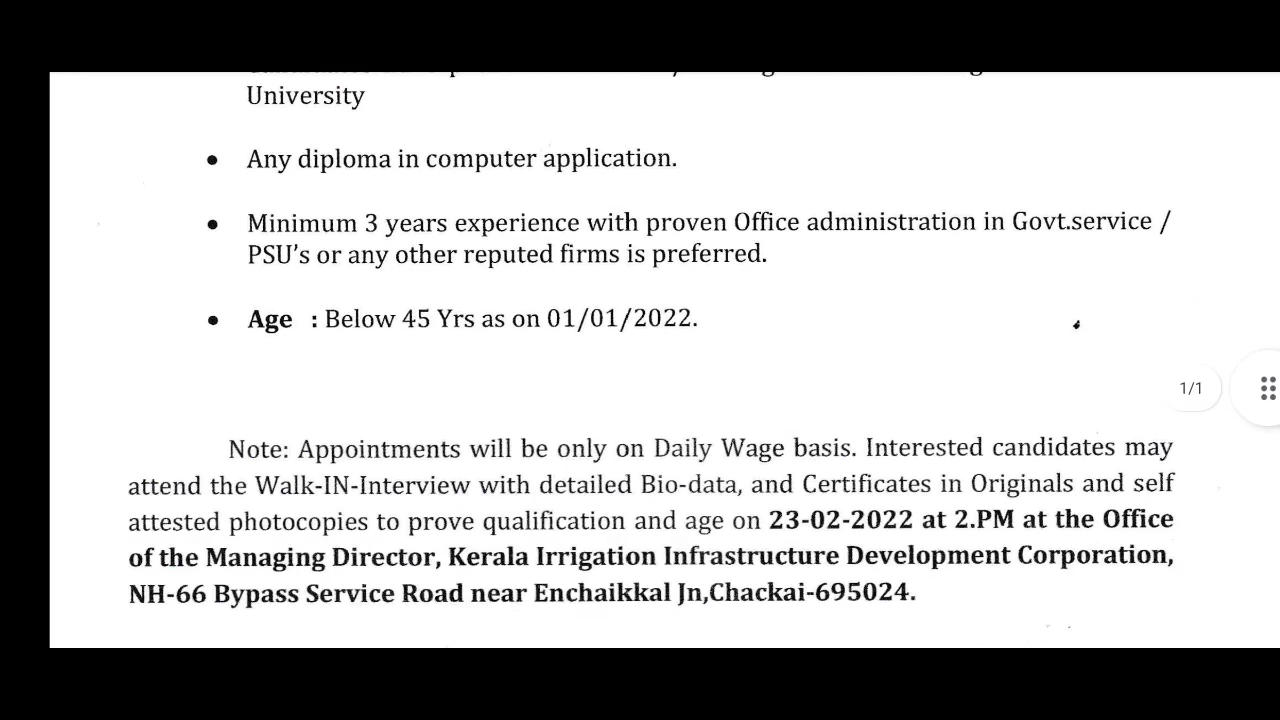 University
• Any diploma in computer application.
• Minimum 3 years experience with proven Office administration in Govt.service /
PSU's or any other reputed firms is preferred.
• Age : Below 45 Yrs as on 01/01/2022.
1/1
Note: Appointments will be only on Daily Wage basis. Interested candidates may
attend the Walk-IN-Interview with detailed Bio-data, and Certificates in Originals and self
attested photocopies to prove qualification and age on 23-02-2022 at 2.PM at the Office
of the Managing Director, Kerala Irrigation Infrastructure Development Corporation,
NH-66 Bypass Service Road near Enchaikkal Jn,Chackai-695024.